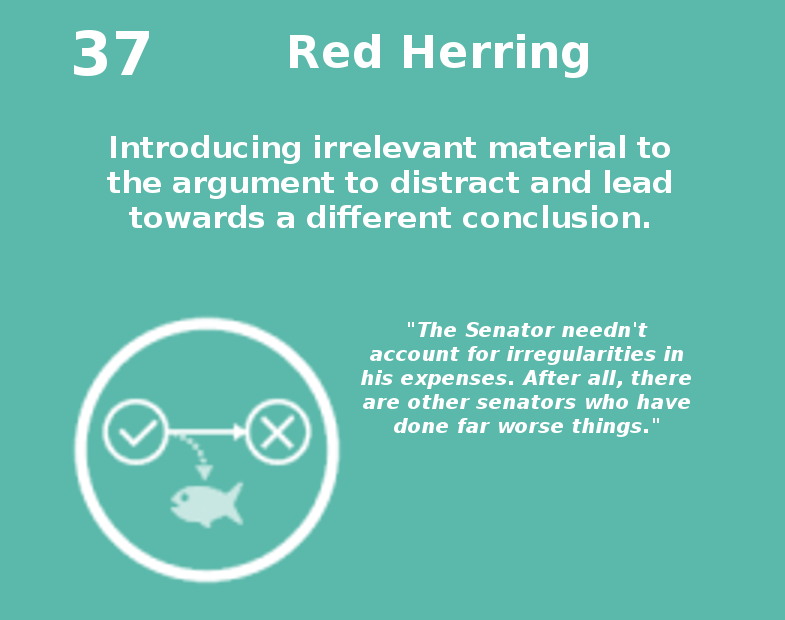 37
Red Herring
Introducing irrelevant material to
the argument to distract and lead
towards a different conclusion.
"The Senator needn't
account for irregularities in
his expenses. After all, there
are other senators who have
done far worse things."